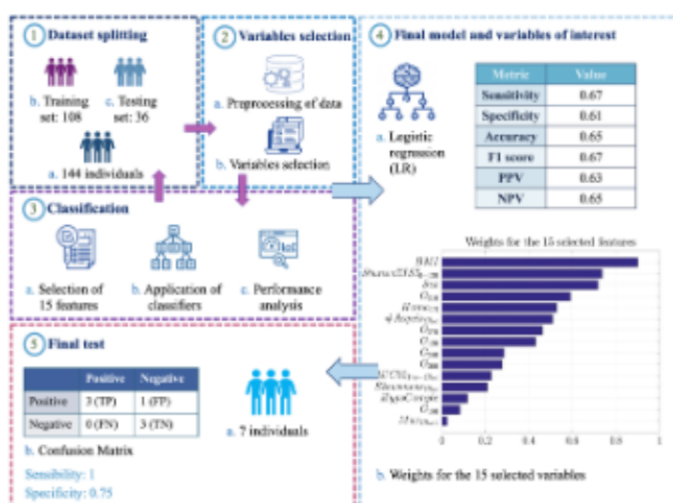 1 Dataset splitting
b. Training set: 108
c. Testing set: 36
a. 144 individuals
2 Variables selection
a. Preprocessing of data
b. Variables selection
3 Classification
a. Selection of 15 features
b. Application of classifiers
c. Performance analysis
4 Final model and variables of interest
a. Logistic regression (LR)
Metric Value
Sensitivity 0.67
Specificity 0.61
Accuracy 0.65
F1 score 0.67
PPV 0.63
NPV 0.65
Weights for the 15 selected features
BMI
0 0.2 0.4 0.6 0.8 1
b. Weights for the 15 selected variables
5 Final test
Positive Negative
Positive 3 (TP) 1 (FP)
Negative 0 (FN) 3 (TN)
b. Confusion Matrix
Sensibility: 1
Specificity: 0.75
a. 7 individuals